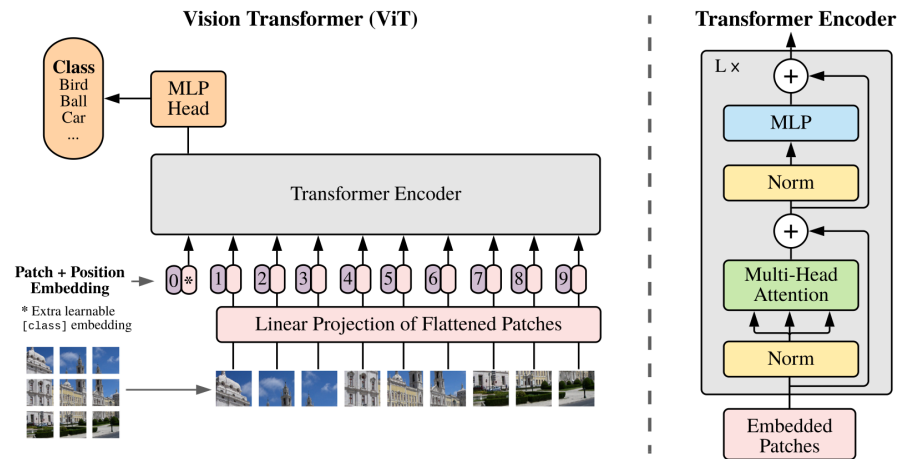 Vision Transformer (ViT)
Class
Bird
Ball
Car
...
MLP
Head
Transformer Encoder
Patch + Position
Embedding
0 * 1 2 3 4 5 6 7 8 9
* Extra learnable
[class] embedding
Linear Projection of Flattened Patches
Transformer Encoder
L ×
+
MLP
Norm
+
Multi-Head
Attention
Norm
Embedded
Patches